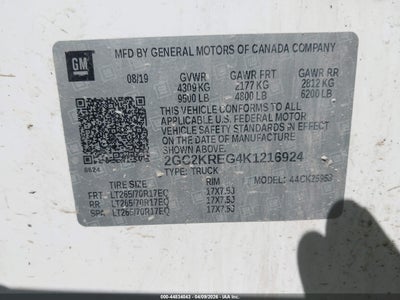 MFD BY GENERAL MOTORS OF CANADA COMPANY
GM
08/19 GVWR GAWR FRT GAWR RR
4309 KG 2177 KG 2812 KG
9500 LB 4800 LB 6200 LB
THIS VEHICLE CONFORMS TO ALL APPLICABLE
U.S. FEDERAL MOTOR VEHICLE SAFETY
STANDARDS IN EFFECT ON THE DATE OF
MANUFACTURE SHOWN ABOVE.
2GC2KREG4K1216924
TYPE: TRUCK
MODEL:
TIRE SIZE RIM
FRT LT265/70R17EQ 17X7.5J
RR LT265/70R17EQ 17X7.5J
SPA LT265/70R17EQ 17X7.5J
000-44834043 - 04/09/2026 - IAA Holdings, LLC